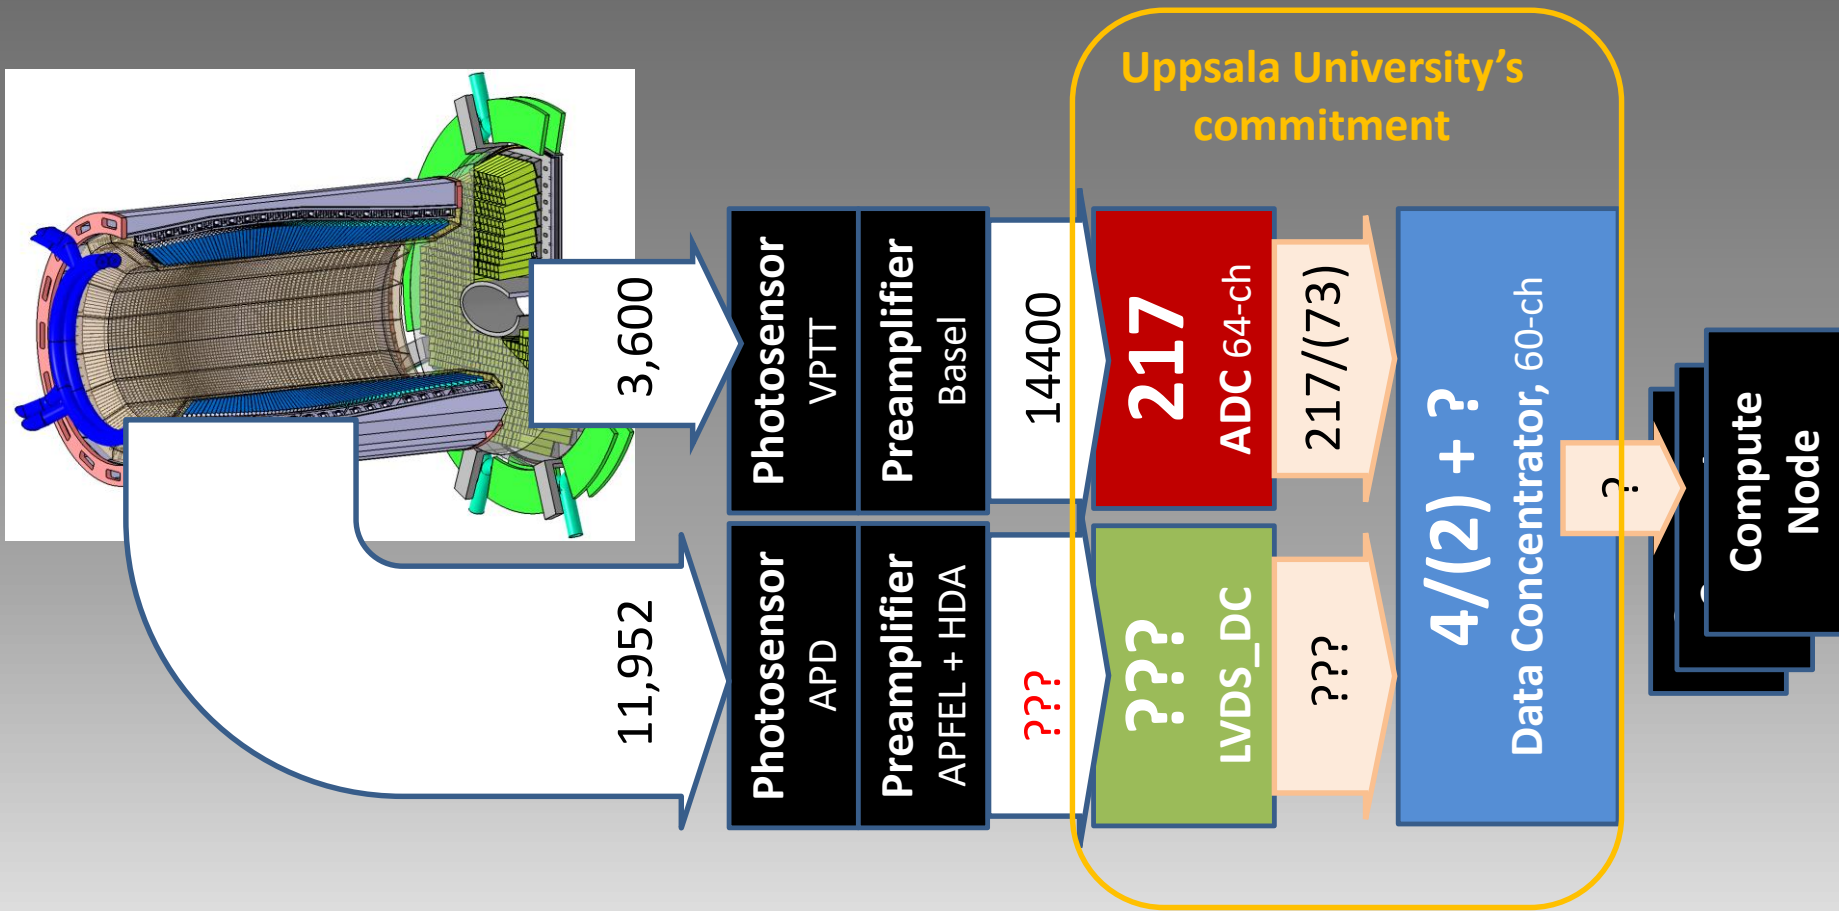 Uppsala University’s
commitment
3,600
Photosensor
VPTT
Preamplifier
Basel
14400
217
ADC 64-ch
217/(73)
11,952
Photosensor
APD
Preamplifier
APFEL + HDA
???
???
LVDS_DC
???
4/(2) + ?
Data Concentrator, 60-ch
?
Compute
Node